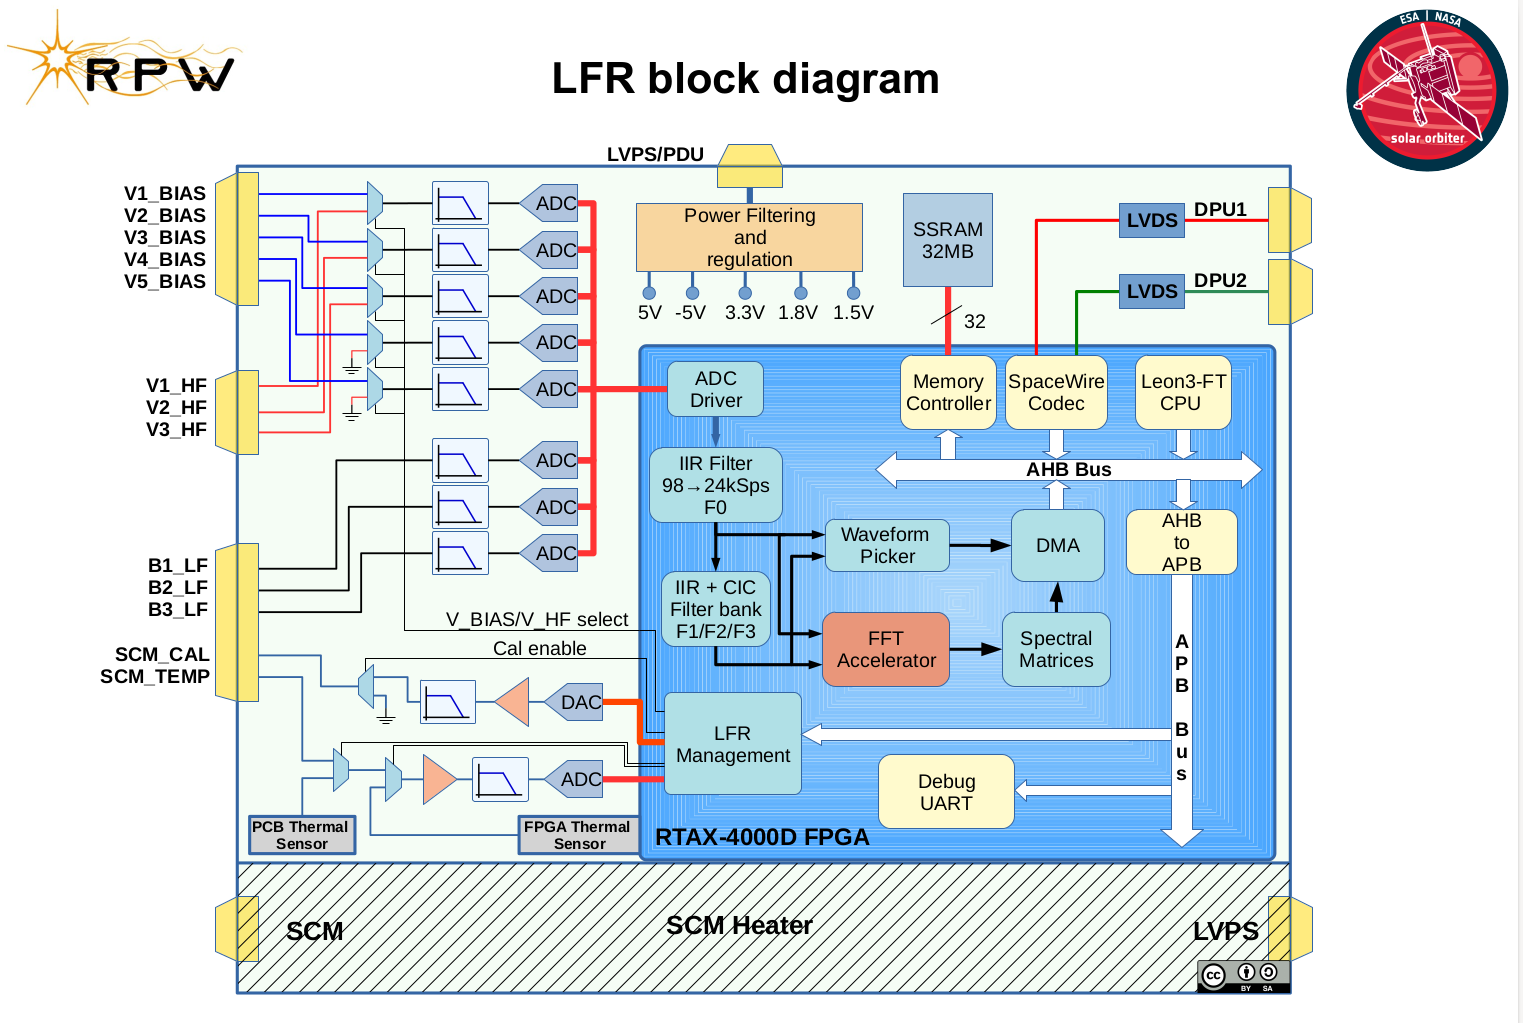 RPW
LFR block diagram
ESA | NASA
solar orbiter
LVPS/PDU
V1_BIAS
V2_BIAS
V3_BIAS
V4_BIAS
V5_BIAS
V1_HF
V2_HF
V3_HF
B1_LF
B2_LF
B3_LF
SCM_CAL
SCM_TEMP
ADC
ADC
ADC
ADC
ADC
ADC
ADC
ADC
V_BIAS/V_HF select
Cal enable
DAC
ADC
PCB Thermal
Sensor
FPGA Thermal
Sensor
Power Filtering
and
regulation
5V
-5V
3.3V
1.8V
1.5V
SSRAM
32MB
32
LVDS
DPU1
LVDS
DPU2
ADC
Driver
Memory
Controller
SpaceWire
Codec
Leon3-FT
CPU
IIR Filter
98→24kSps
F0
AHB Bus
Waveform
Picker
DMA
AHB
to
APB
IIR + CIC
Filter bank
F1/F2/F3
FFT
Accelerator
Spectral
Matrices
APB Bus
LFR
Management
Debug
UART
RTAX-4000D FPGA
SCM
SCM Heater
LVPS
cc
BY SA